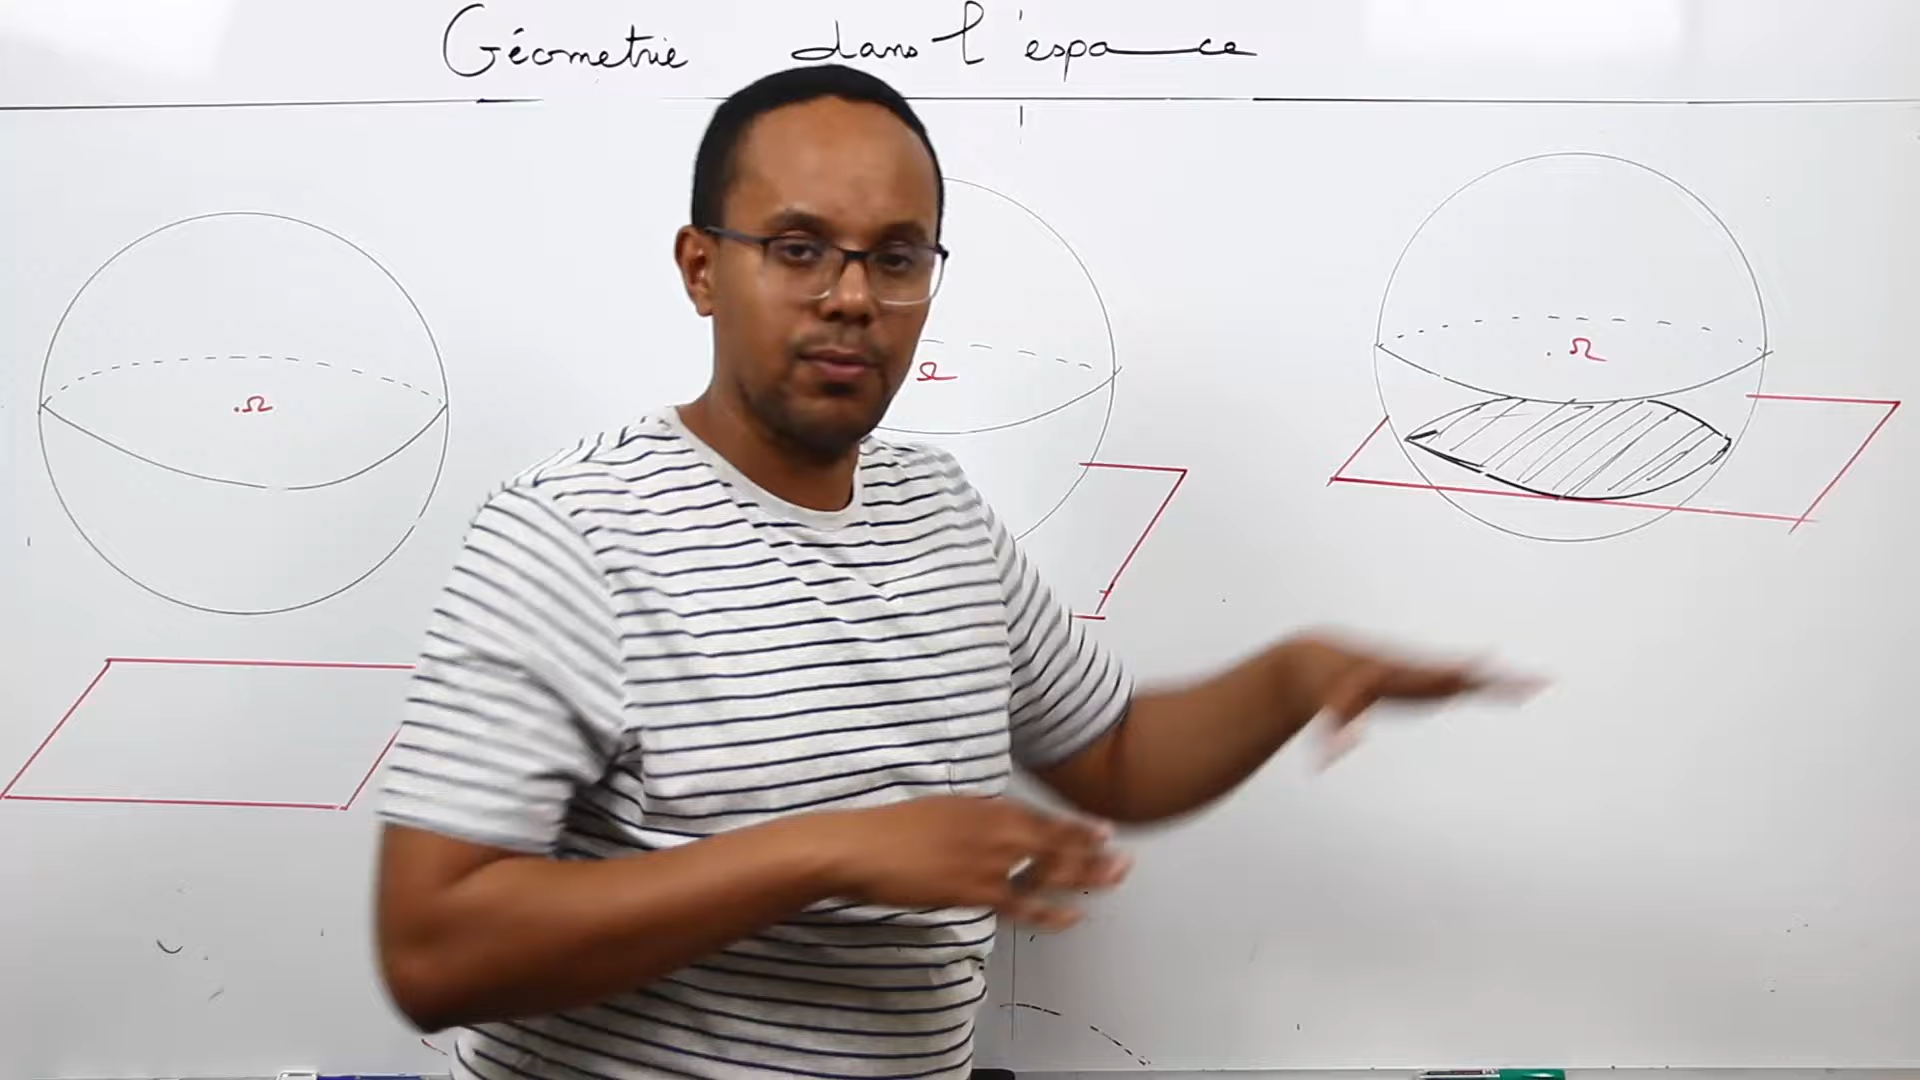 Géometrie dans l'espace
.Ω
Ω
.Ω